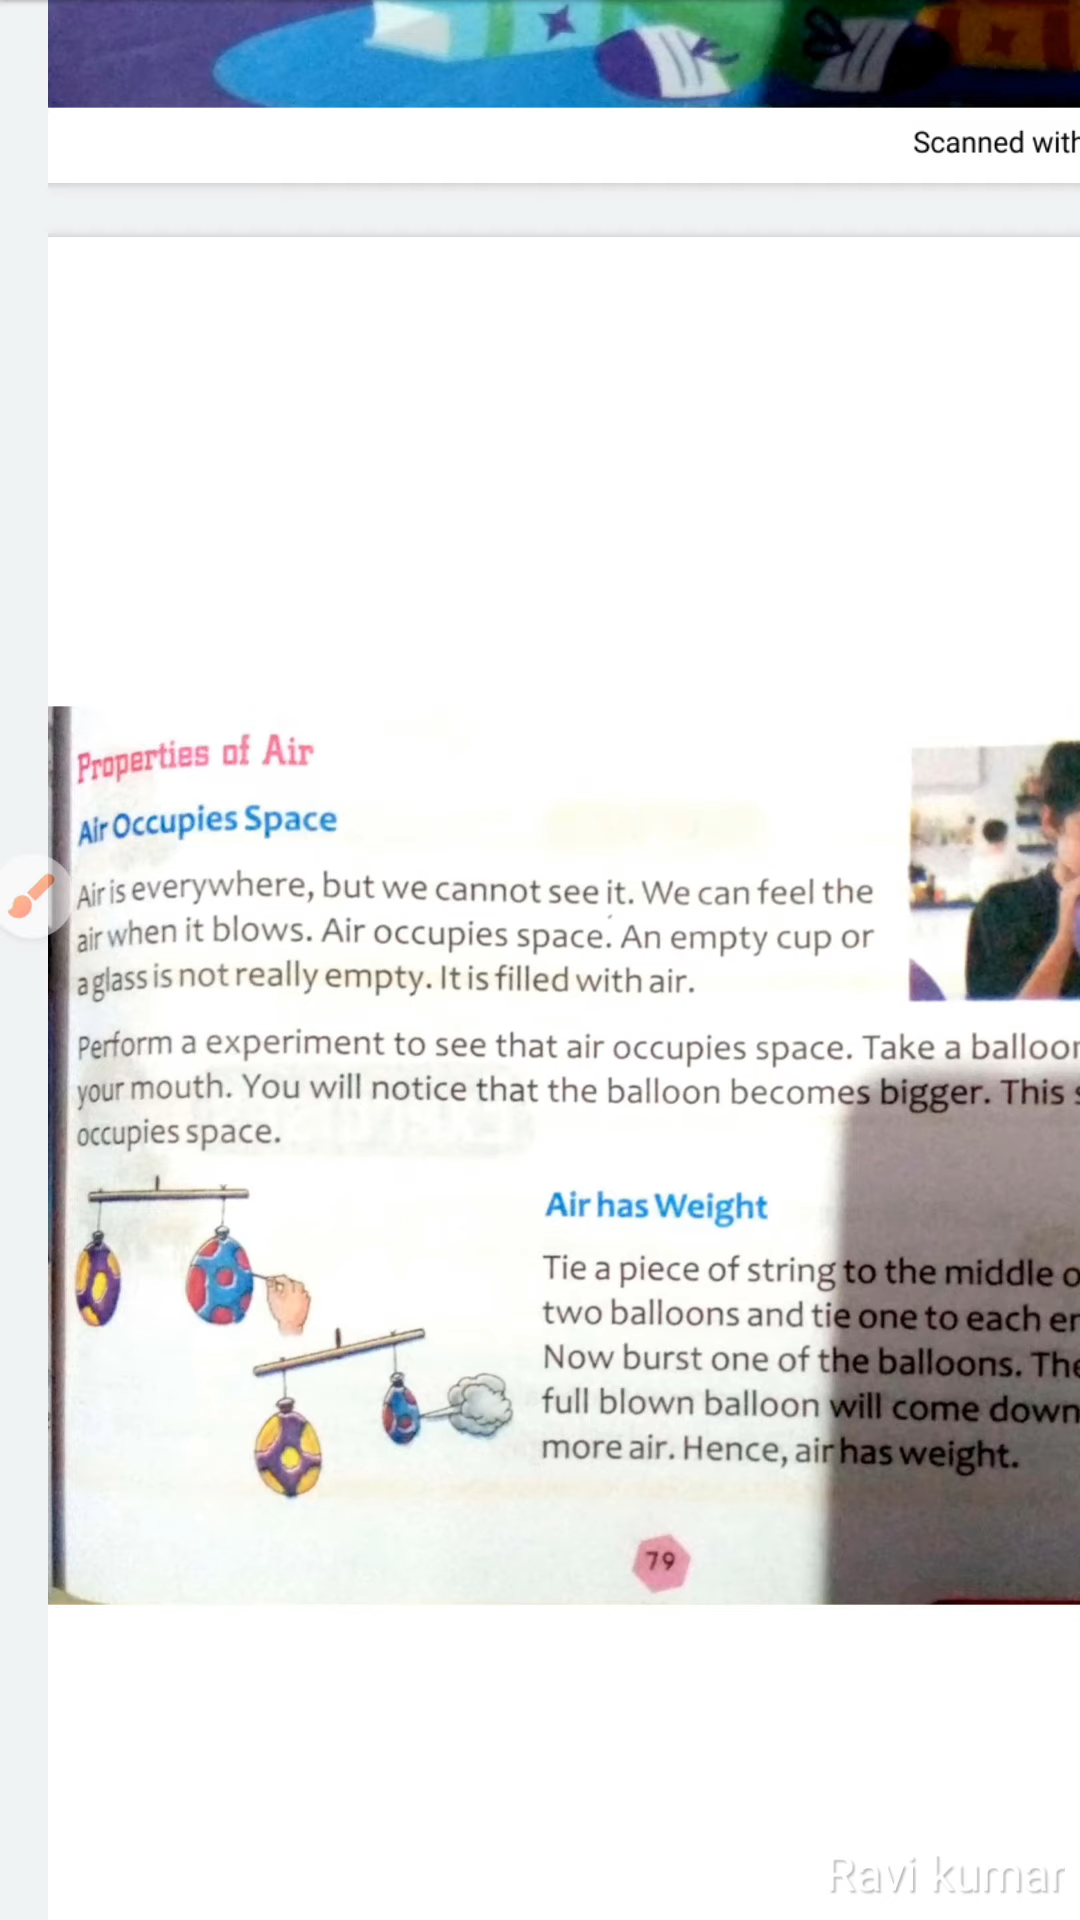 Scanned with
Properties of Air
Air Occupies Space
Air is everywhere, but we cannot see it. We can feel the
air when it blows. Air occupies space. An empty cup or
a glass is not really empty. It is filled with air.
Perform a experiment to see that air occupies space. Take a
your mouth. You will notice that the balloon becomes bigger. This
occupies space.
Air has Weight
Tie a piece of string to the middle
two balloons and tie one to each
Now burst one of the balloons.
full blown balloon will come down
more air. Hence, air has weight.
79
Ravi kumar